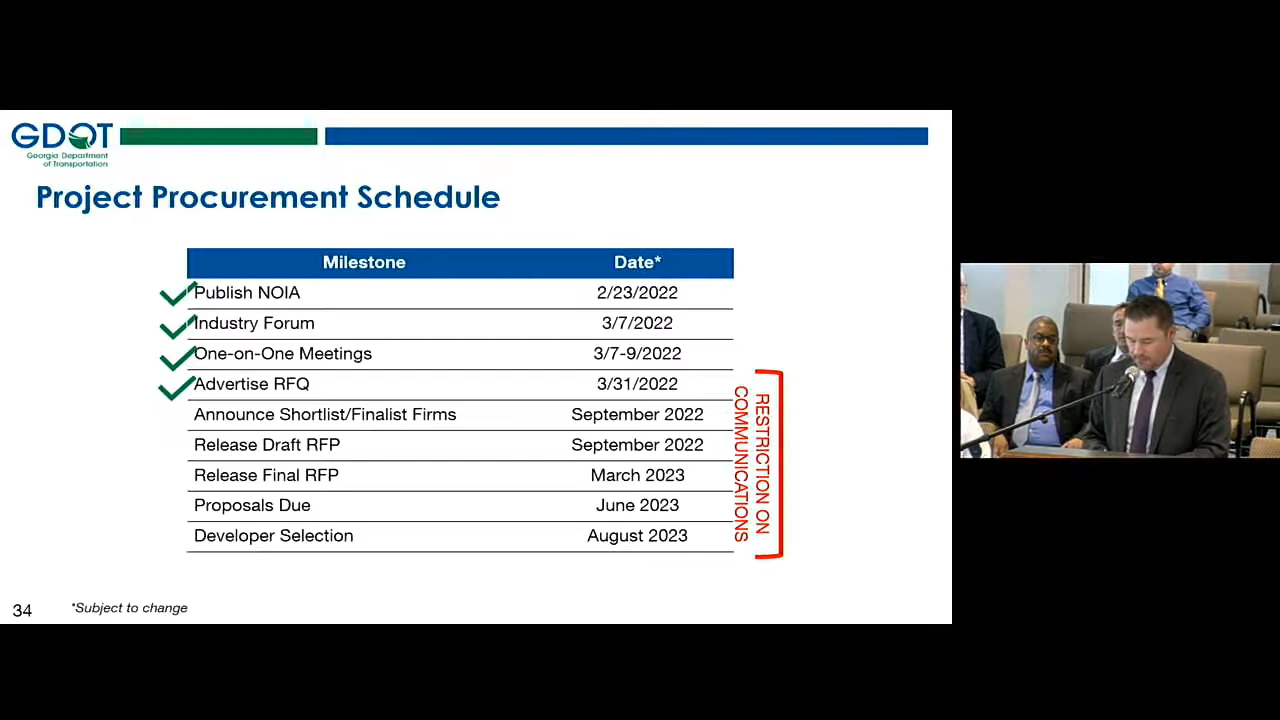 GDOT
Georgia Department
of Transportation
Project Procurement Schedule
Milestone Date*
Publish NOIA 2/23/2022
Industry Forum 3/7/2022
One-on-One Meetings 3/7-9/2022
Advertise RFQ 3/31/2022
Announce Shortlist/Finalist Firms September 2022
Release Draft RFP September 2022
Release Final RFP March 2023
Proposals Due June 2023
Developer Selection August 2023
RESTRICTION ON
COMMUNICATIONS
34 *Subject to change